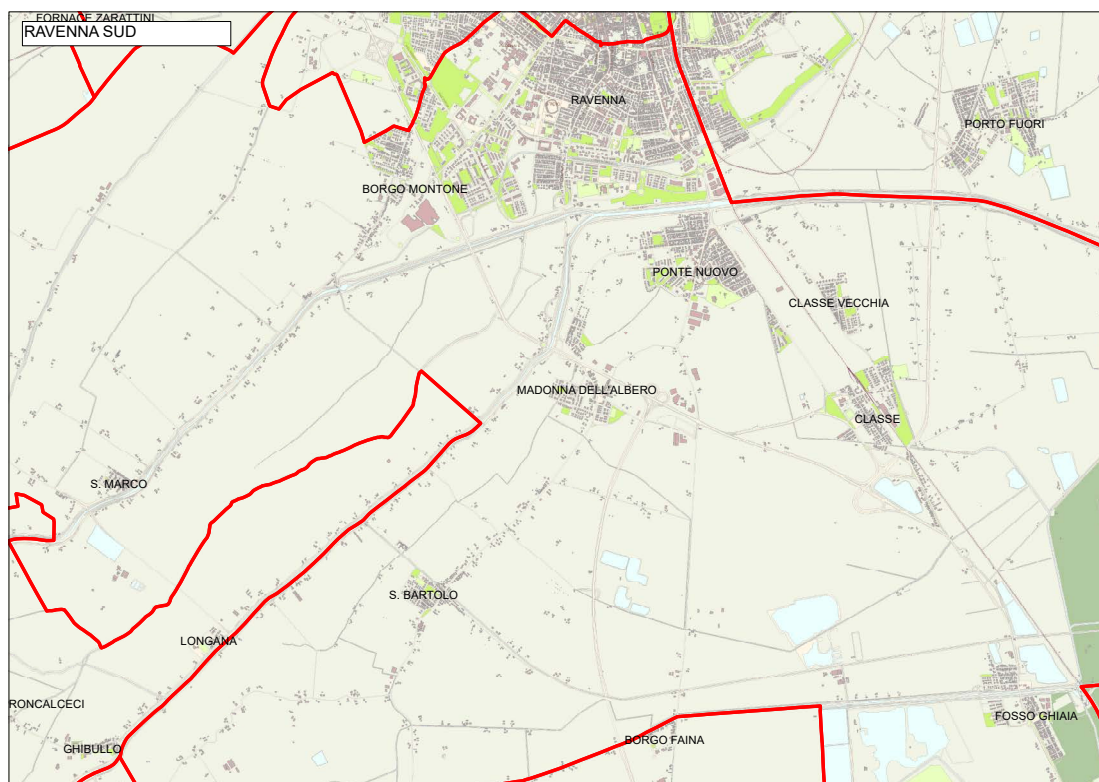 FORNACE ZARATTINI
RAVENNA SUD
RAVENNA
PORTO FUORI
BORGO MONTONE
PONTE NUOVO
CLASSE VECCHIA
MADONNA DELL'ALBERO
CLASSE
S. MARCO
S. BARTOLO
LONGANA
RONCALCECI
FOSSO GHIAIA
BORGO FAINA
GHIBULLO